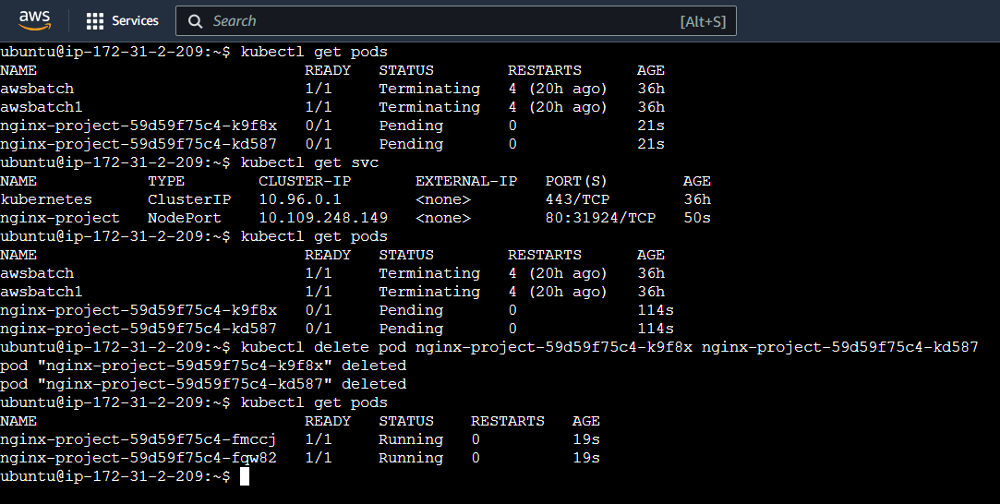 aws Services Search [Alt+S]
ubuntu@ip-172-31-2-209:~$ kubectl get pods
NAME READY STATUS RESTARTS AGE
awsbatch 1/1 Terminating 4 (20h ago) 36h
awsbatch1 1/1 Terminating 4 (20h ago) 36h
nginx-project-59d59f75c4-k9f8x 0/1 Pending 0 21s
nginx-project-59d59f75c4-kd587 0/1 Pending 0 21s
ubuntu@ip-172-31-2-209:~$ kubectl get svc
NAME TYPE CLUSTER-IP EXTERNAL-IP PORT(S) AGE
kubernetes ClusterIP 10.96.0.1 <none> 443/TCP 36h
nginx-project NodePort 10.109.248.149 <none> 80:31924/TCP 50s
ubuntu@ip-172-31-2-209:~$ kubectl get pods
NAME READY STATUS RESTARTS AGE
awsbatch 1/1 Terminating 4 (20h ago) 36h
awsbatch1 1/1 Terminating 4 (20h ago) 36h
nginx-project-59d59f75c4-k9f8x 0/1 Pending 0 114s
nginx-project-59d59f75c4-kd587 0/1 Pending 0 114s
ubuntu@ip-172-31-2-209:~$ kubectl delete pod nginx-project-59d59f75c4-k9f8x nginx-project-59d59f75c4-kd587
pod "nginx-project-59d59f75c4-k9f8x" deleted
pod "nginx-project-59d59f75c4-kd587" deleted
ubuntu@ip-172-31-2-209:~$ kubectl get pods
NAME READY STATUS RESTARTS AGE
nginx-project-59d59f75c4-fmccj 1/1 Running 0 19s
nginx-project-59d59f75c4-fqw82 1/1 Running 0 19s
ubuntu@ip-172-31-2-209:~$